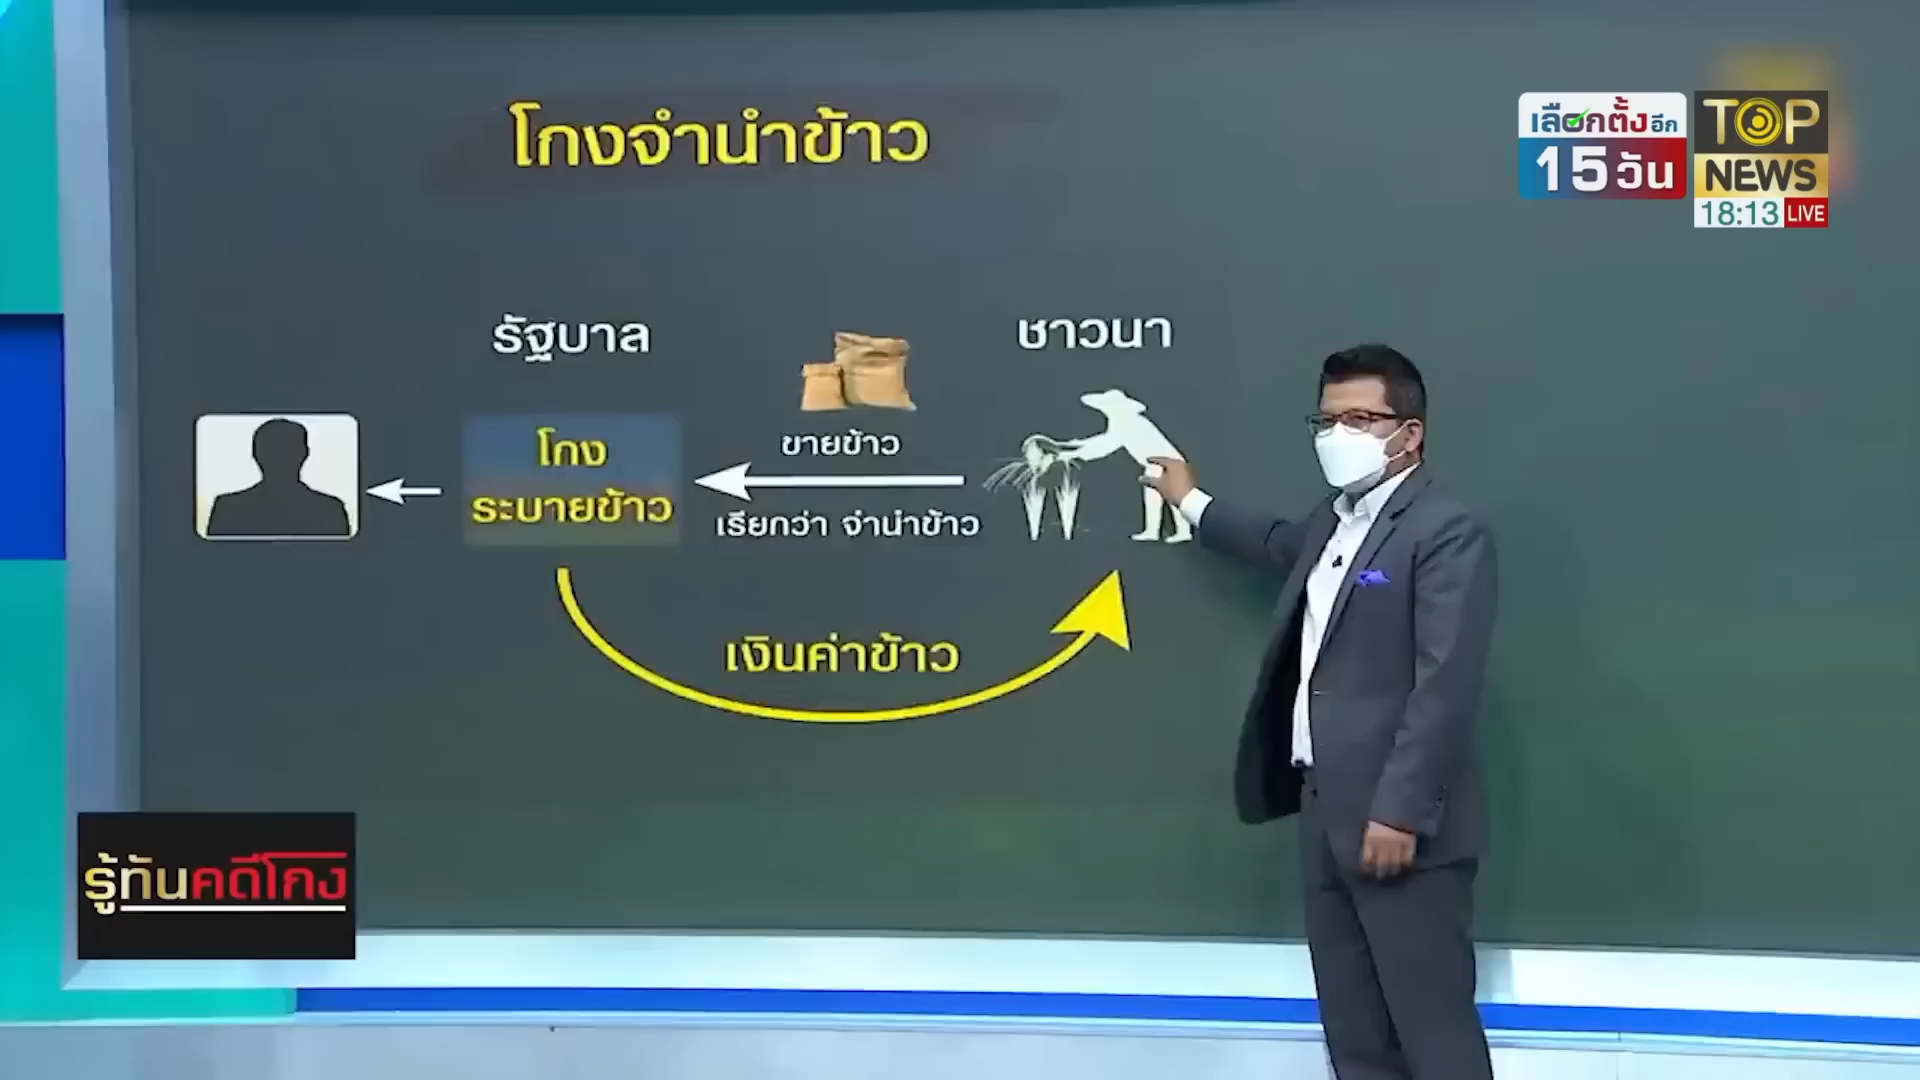 โกงจำนำข้าว
เลือกตั้งอีก
15 วัน
TOP
NEWS
18:13 LIVE
รัฐบาล
ชาวนา
โกง
ระบายข้าว
ขายข้าว
เรียกว่า จำนำข้าว
เงินค่าข้าว
รู้ทันคดีโกง